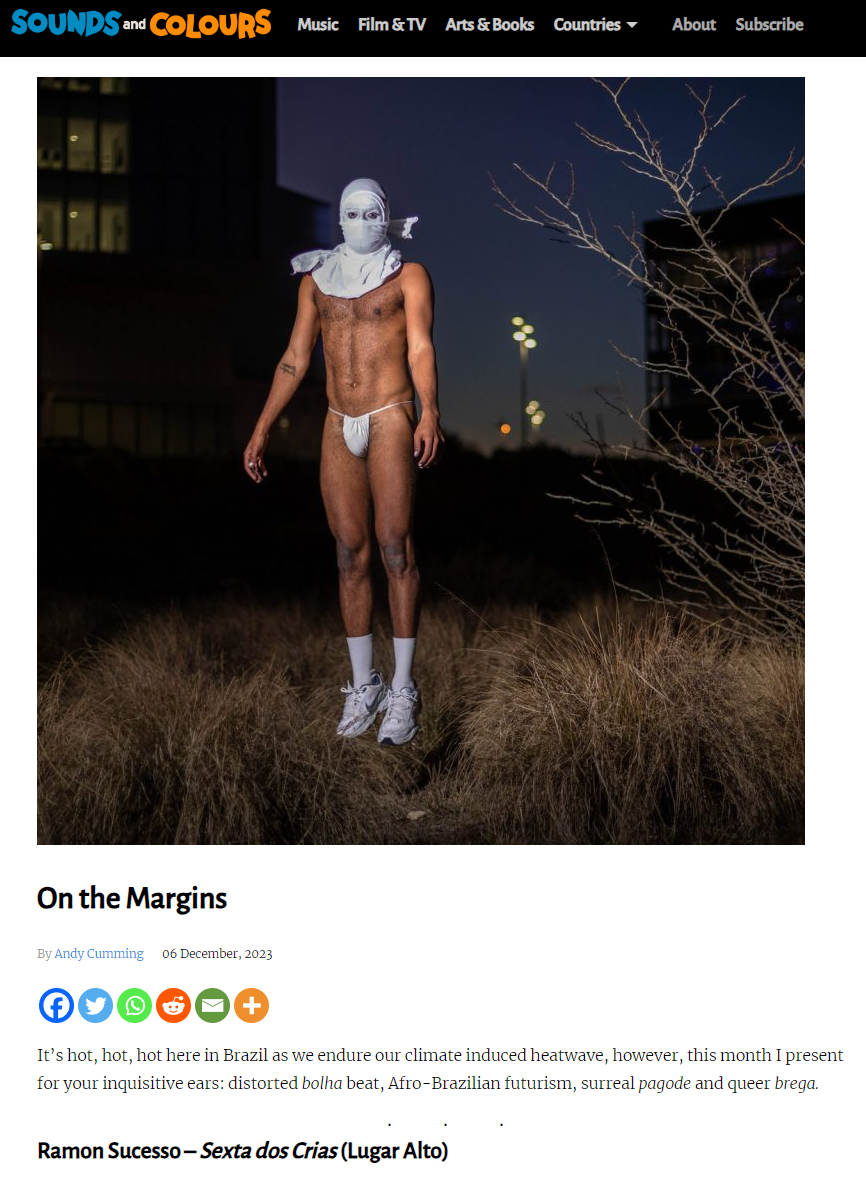 SOUNDS and COLOURS Music Film & TV Arts & Books Countries About Subscribe
On the Margins
By Andy Cumming 06 December, 2023
It’s hot, hot, hot here in Brazil as we endure our climate induced heatwave, however, this month I present
for your inquisitive ears: distorted bolha beat, Afro-Brazilian futurism, surreal pagode and queer brega.
. . .
Ramon Sucesso – Sexta dos Crias (Lugar Alto)